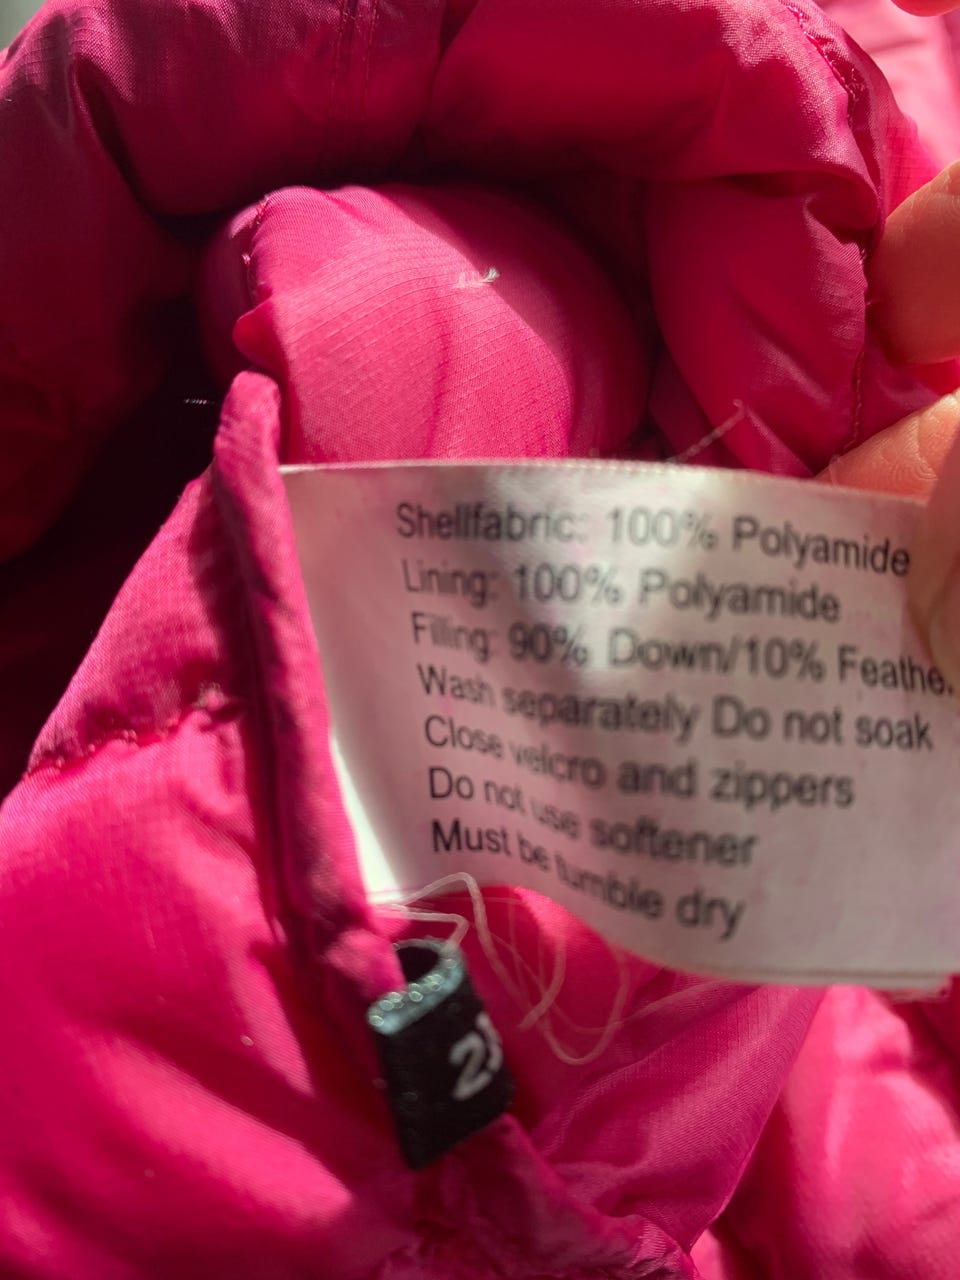 Shellfabric: 100% Polyamide
Lining: 100% Polyamide
Filling: 90% Down/10% Feathe
Wash separately Do not soak
Close velcro and zippers
Do not use softener
Must be tumble dry